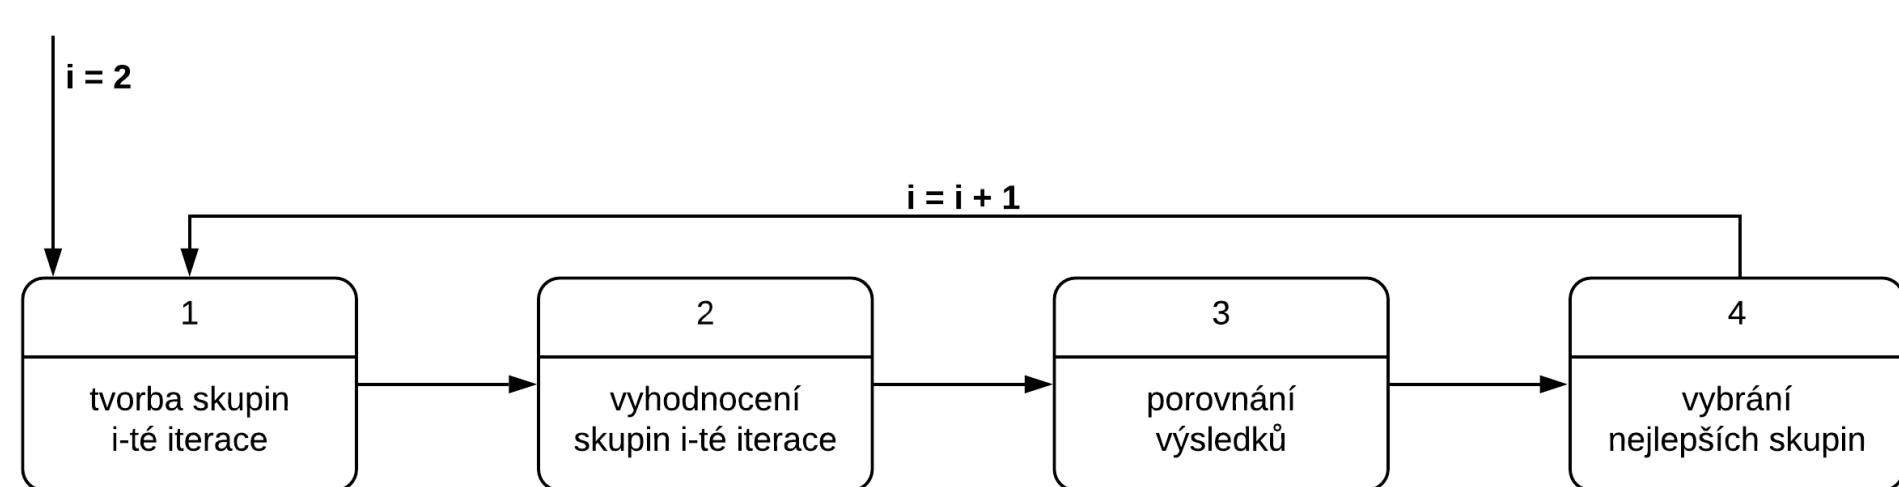 i = 2
i = i + 1
1
tvorba skupin
i-té iterace
2
vyhodnocení
skupin i-té iterace
3
porovnání
výsledků
4
vybrání
nejlepších skupin